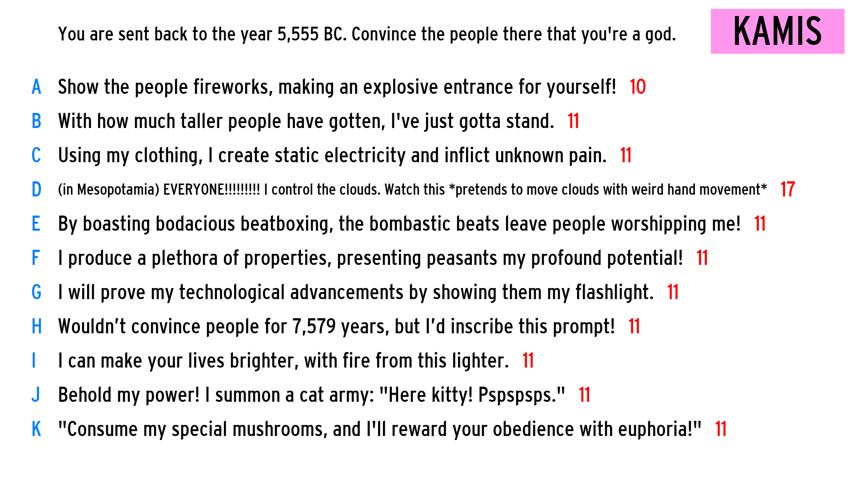 You are sent back to the year 5,555 BC. Convince the people there that you're a god.
KAMIS
A Show the people fireworks, making an explosive entrance for yourself! 10
B With how much taller people have gotten, I've just gotta stand. 11
C Using my clothing, I create static electricity and inflict unknown pain. 11
D (in Mesopotamia) EVERYONE!!!!!!!!! I control the clouds. Watch this *pretends to move clouds with weird hand movement* 17
E By boasting bodacious beatboxing, the bombastic beats leave people worshipping me! 11
F I produce a plethora of properties, presenting peasants my profound potential! 11
G I will prove my technological advancements by showing them my flashlight. 11
H Wouldn’t convince people for 7,579 years, but I’d inscribe this prompt! 11
I I can make your lives brighter, with fire from this lighter. 11
J Behold my power! I summon a cat army: "Here kitty! Pspspsps." 11
K "Consume my special mushrooms, and I'll reward your obedience with euphoria!" 11